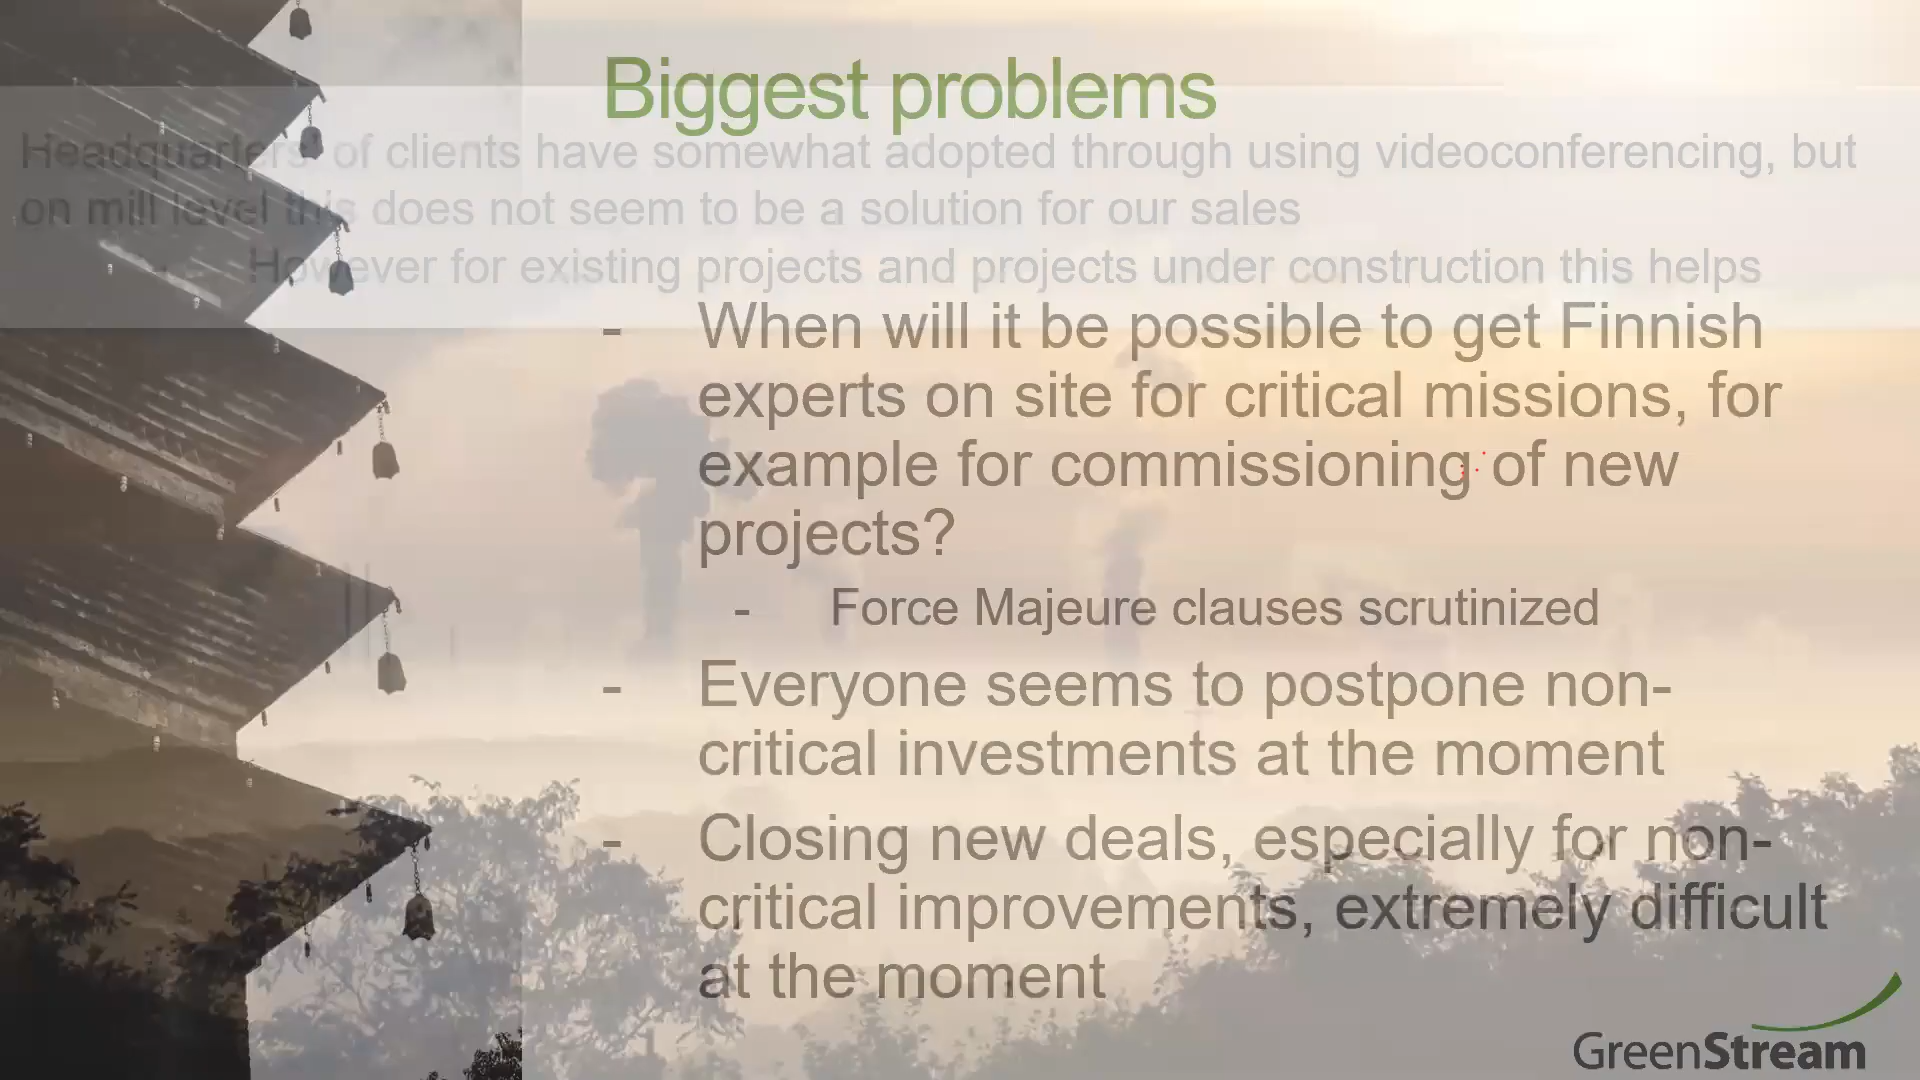 Biggest problems
Headquarters of clients have somewhat adopted through using videoconferencing, but
on mill level this does not seem to be a solution for our sales
However for existing projects and projects under construction this helps
- When will it be possible to get Finnish
experts on site for critical missions, for
example for commissioning of new
projects?
- Force Majeure clauses scrutinized
- Everyone seems to postpone non-
critical investments at the moment
- Closing new deals, especially for non-
critical improvements, extremely difficult
at the moment
GreenStream